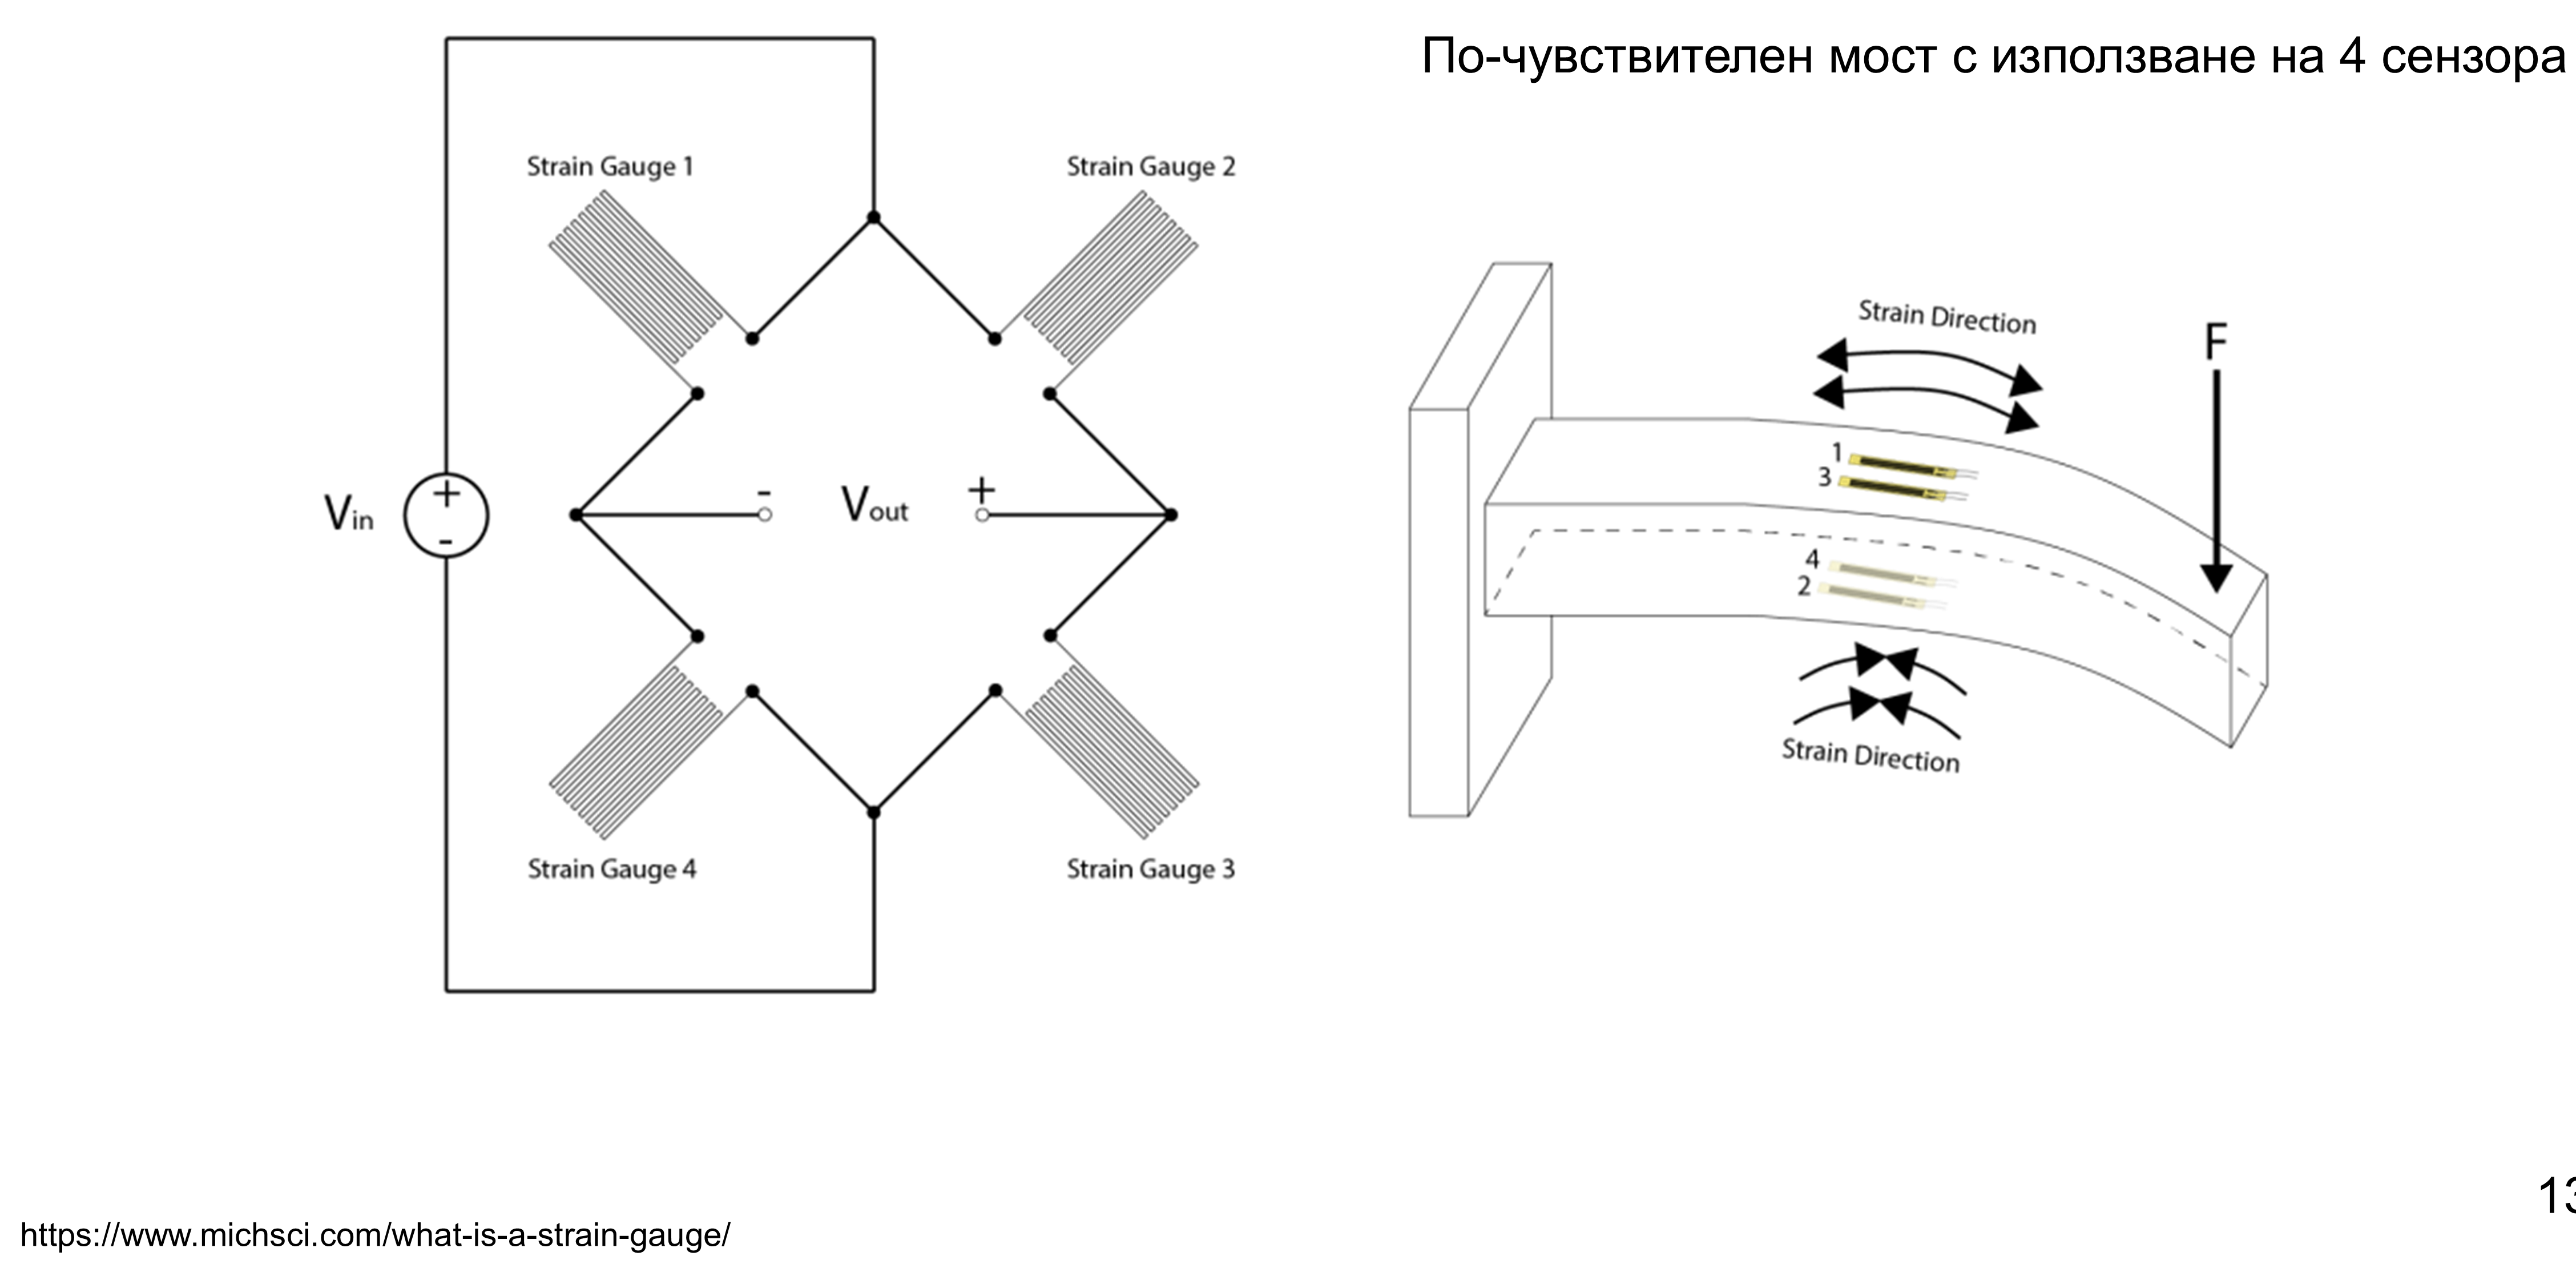 По-чувствителен мост с използване на 4 сензора
Strain Gauge 1
Strain Gauge 2
Strain Direction
F
1
3
Vin
+
-
-
Vout
+
4
2
Strain Direction
Strain Gauge 4
Strain Gauge 3
13
https://www.michsci.com/what-is-a-strain-gauge/